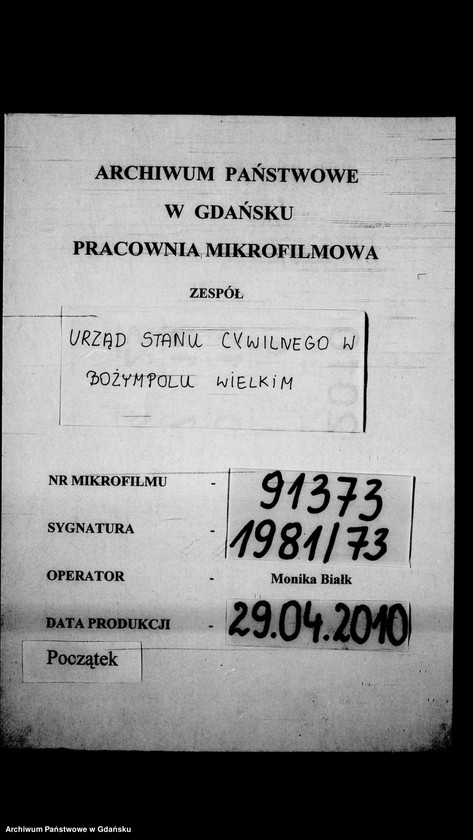 ARCHIWUM PAŃSTWOWE
W GDAŃSKU
PRACOWNIA MIKROFILMOWA
ZESPÓŁ
URZĄD STANU CYWILNEGO W
BOŻYMPOLU WIELKIM
NR MIKROFILMU - 91373
SYGNATURA - 1981/73
OPERATOR - Monika Białk
DATA PRODUKCJI - 29.04.2010
Początek
Archiwum Państwowe w Gdańsku